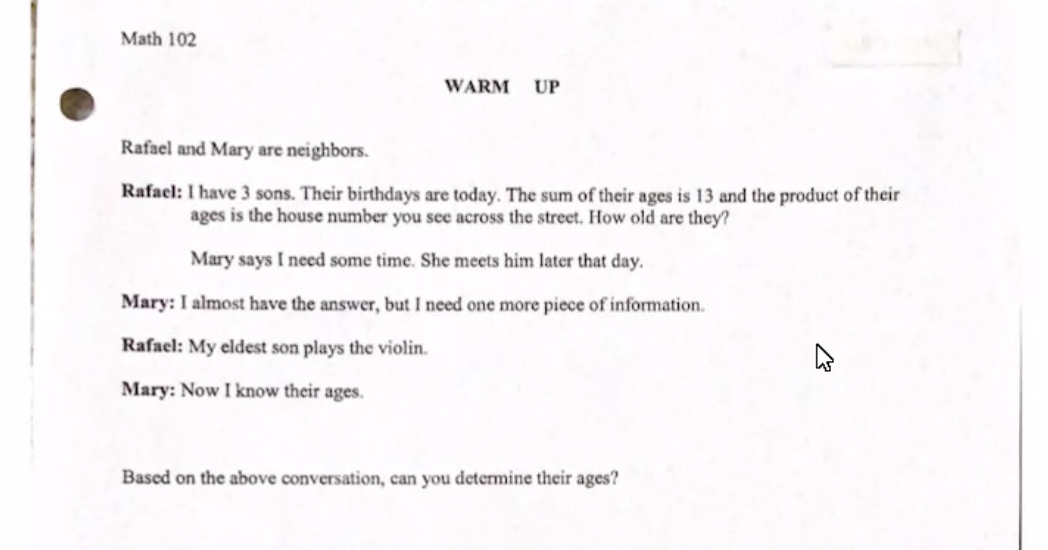 Math 102
WARM UP
Rafael and Mary are neighbors.
Rafael: I have 3 sons. Their birthdays are today. The sum of their ages is 13 and the product of their
ages is the house number you see across the street. How old are they?
Mary says I need some time. She meets him later that day.
Mary: I almost have the answer, but I need one more piece of information.
Rafael: My eldest son plays the violin.
Mary: Now I know their ages.
Based on the above conversation, can you determine their ages?